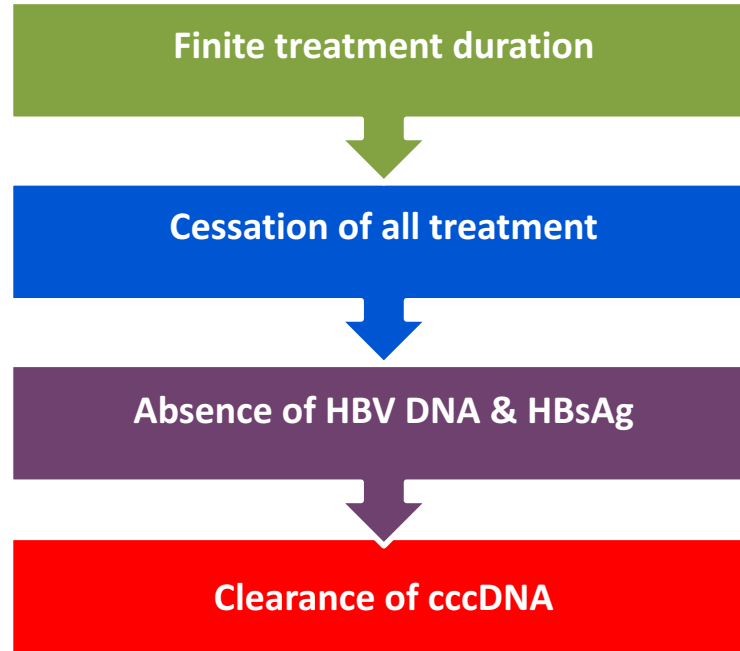 Finite treatment duration
Cessation of all treatment
Absence of HBV DNA & HBsAg
Clearance of cccDNA